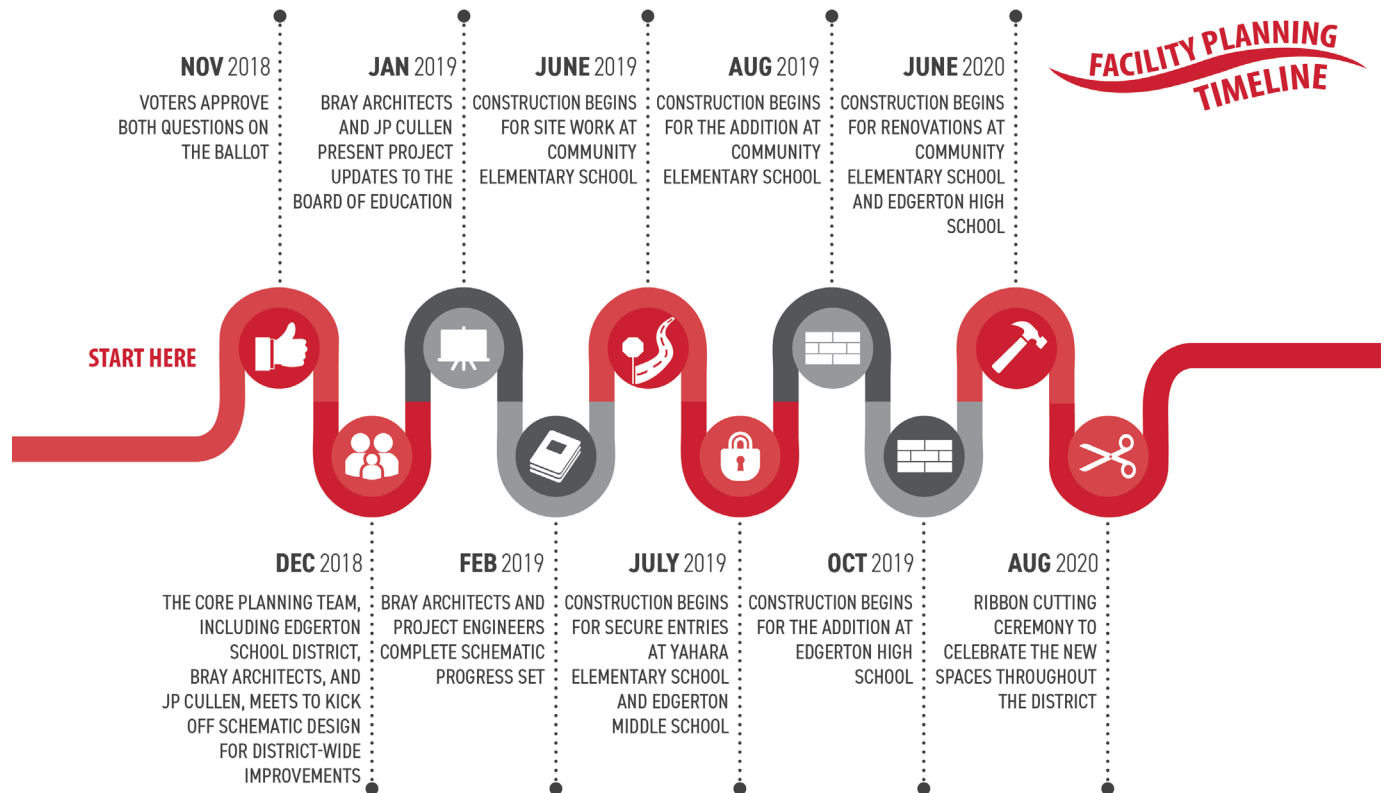 FACILITY PLANNING
TIMELINE
START HERE
NOV 2018
VOTERS APPROVE
BOTH QUESTIONS ON
THE BALLOT
DEC 2018
THE CORE PLANNING TEAM,
INCLUDING EDGERTON
SCHOOL DISTRICT,
BRAY ARCHITECTS, AND
JP CULLEN, MEETS TO KICK
OFF SCHEMATIC DESIGN
FOR DISTRICT-WIDE
IMPROVEMENTS
JAN 2019
BRAY ARCHITECTS
AND JP CULLEN
PRESENT PROJECT
UPDATES TO THE
BOARD OF EDUCATION
FEB 2019
BRAY ARCHITECTS AND
PROJECT ENGINEERS
COMPLETE SCHEMATIC
PROGRESS SET
JUNE 2019
CONSTRUCTION BEGINS
FOR SITE WORK AT
COMMUNITY
ELEMENTARY SCHOOL
JULY 2019
CONSTRUCTION BEGINS
FOR SECURE ENTRIES
AT YAHARA
ELEMENTARY SCHOOL
AND EDGERTON
MIDDLE SCHOOL
AUG 2019
CONSTRUCTION BEGINS
FOR THE ADDITION AT
COMMUNITY
ELEMENTARY SCHOOL
OCT 2019
CONSTRUCTION BEGINS
FOR THE ADDITION AT
EDGERTON HIGH
SCHOOL
JUNE 2020
CONSTRUCTION BEGINS
FOR RENOVATIONS AT
COMMUNITY
ELEMENTARY SCHOOL
AND EDGERTON HIGH
SCHOOL
AUG 2020
RIBBON CUTTING
CEREMONY TO
CELEBRATE THE NEW
SPACES THROUGHOUT
THE DISTRICT